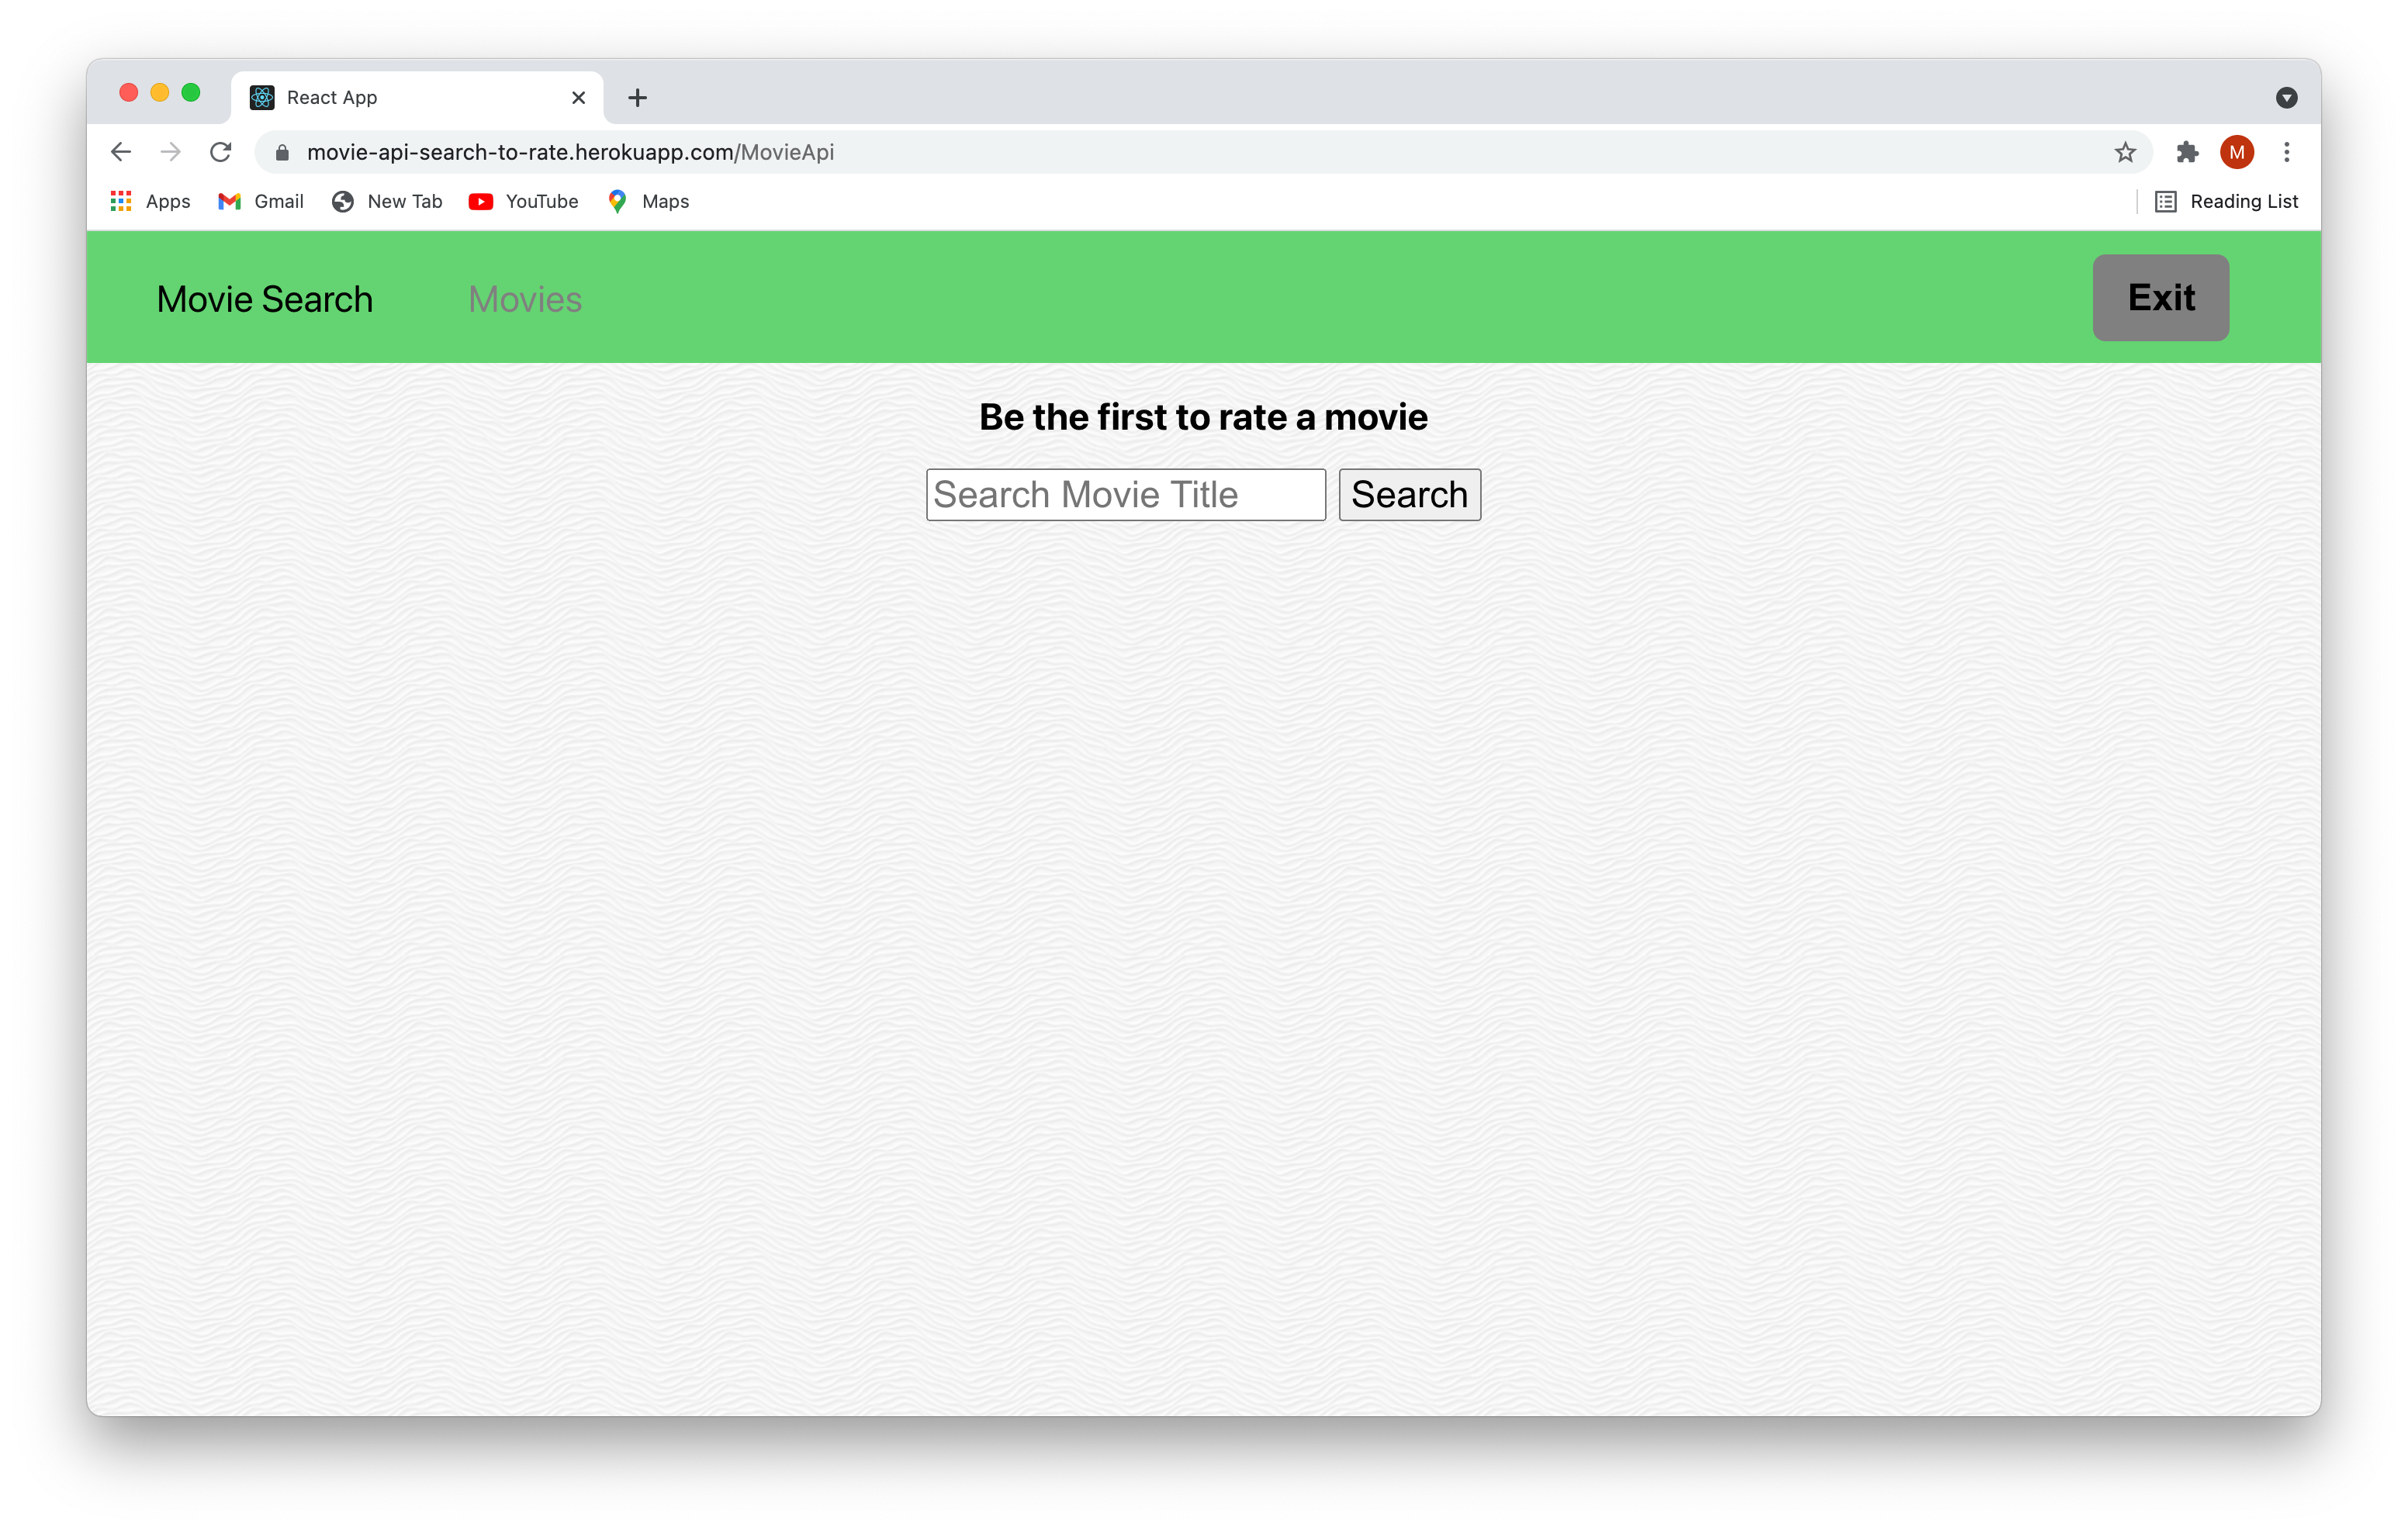 React App
movie-api-search-to-rate.herokuapp.com/MovieApi
M
Apps Gmail New Tab YouTube Maps Reading List
Movie Search Movies Exit
Be the first to rate a movie
Search Movie Title Search